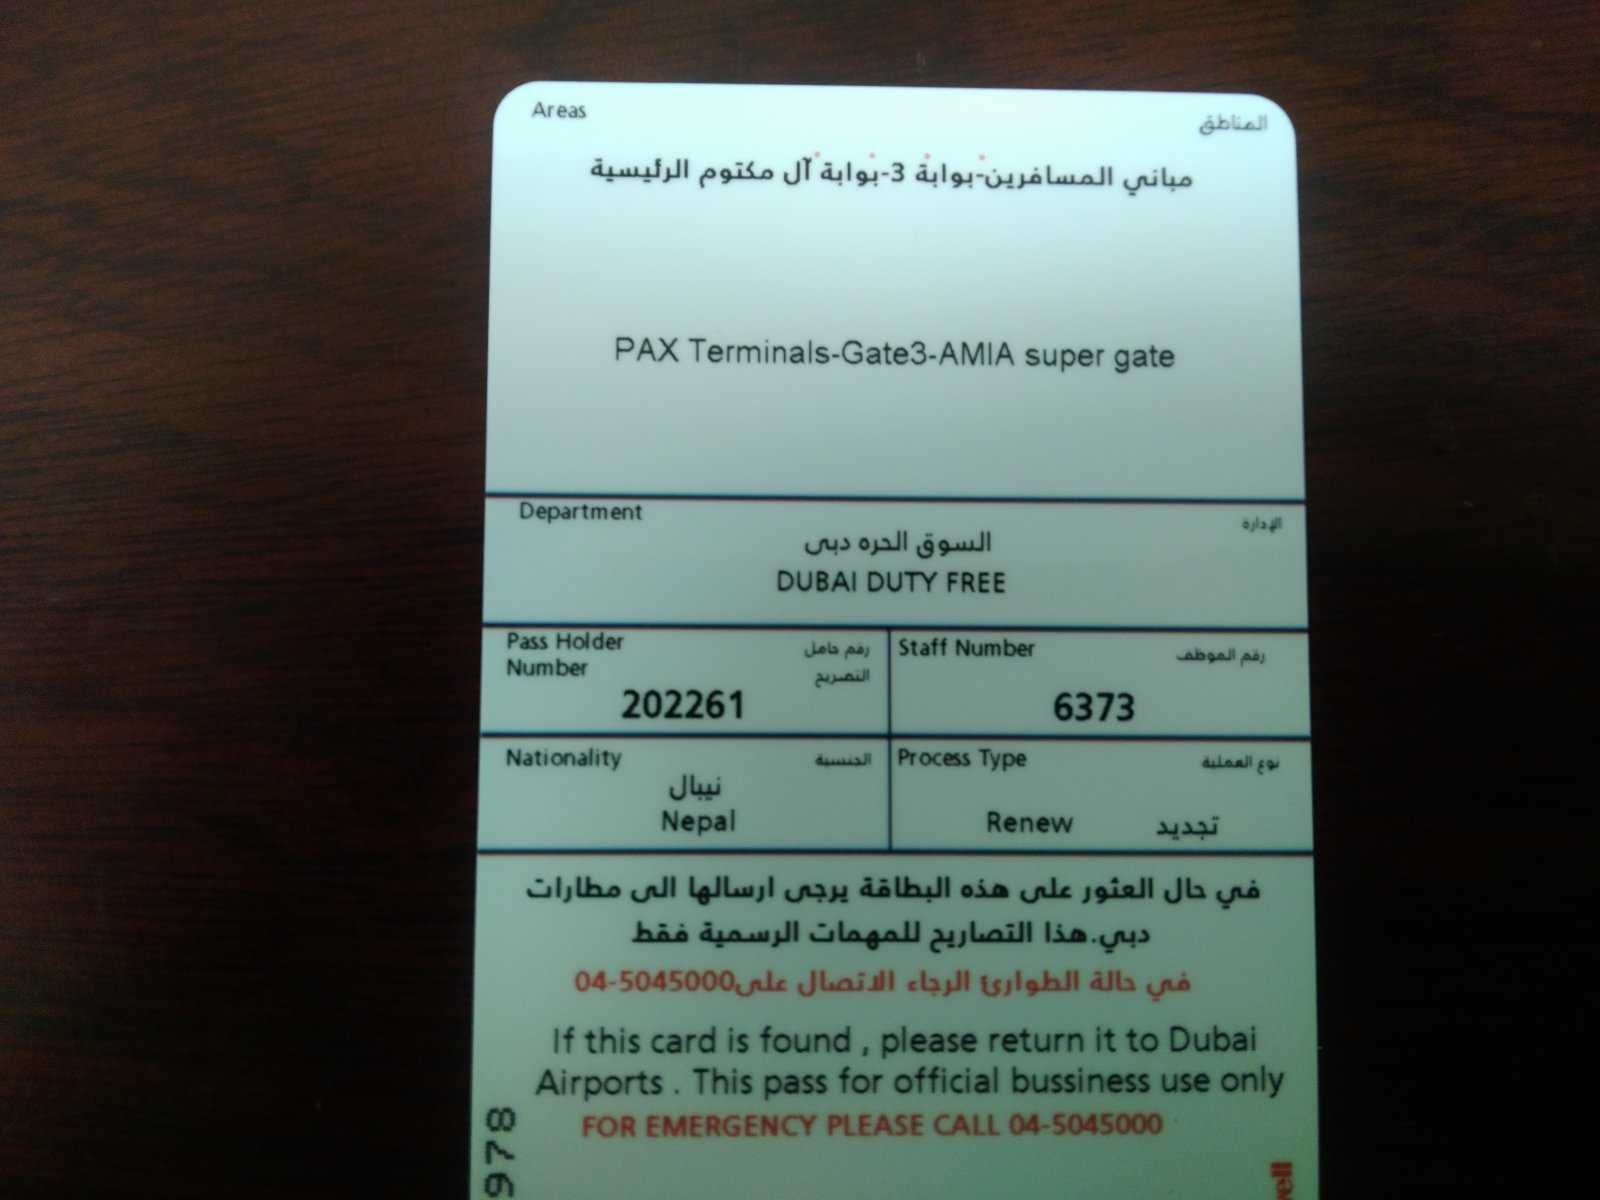 Areas المناطق
مباني المسافرين-بوابة 3-بوابة آل مكتوم الرئيسية
PAX Terminals-Gate3-AMIA super gate
Department الإدارة
السوق الحره دبى
DUBAI DUTY FREE
Pass Holder رقم حامل
Number التصريح
202261
Staff Number رقم الموظف
6373
Nationality الجنسية
نيبال
Nepal
Process Type نوع العملية
Renew تجديد
في حال العثور على هذه البطاقة يرجى ارسالها الى مطارات
دبي.هذا التصاريح للمهمات الرسمية فقط
في حالة الطوارئ الرجاء الاتصال على04-5045000
If this card is found , please return it to Dubai
Airports . This pass for official bussiness use only
FOR EMERGENCY PLEASE CALL 04-5045000
978